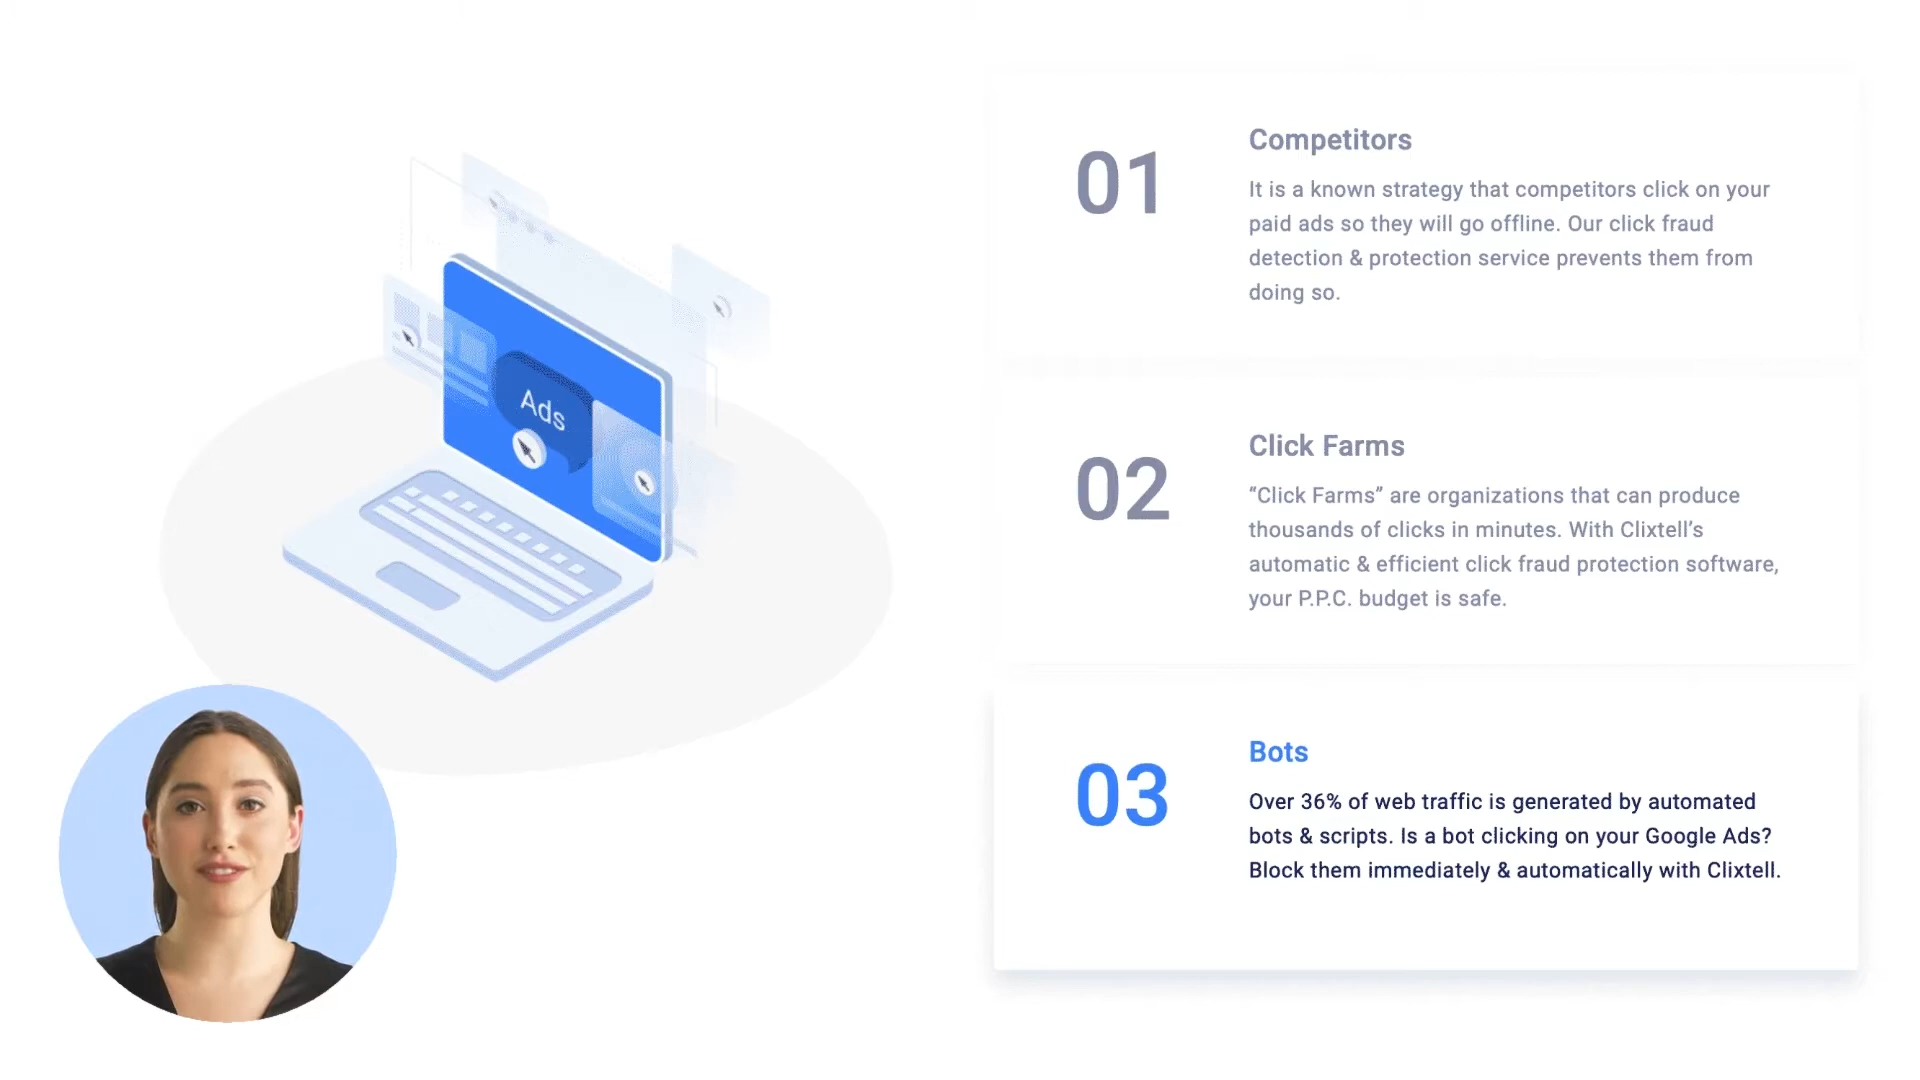 Ads
01
Competitors
It is a known strategy that competitors click on your
paid ads so they will go offline. Our click fraud
detection & protection service prevents them from
doing so.
02
Click Farms
“Click Farms” are organizations that can produce
thousands of clicks in minutes. With Clixtell’s
automatic & efficient click fraud protection software,
your P.P.C. budget is safe.
03
Bots
Over 36% of web traffic is generated by automated
bots & scripts. Is a bot clicking on your Google Ads?
Block them immediately & automatically with Clixtell.